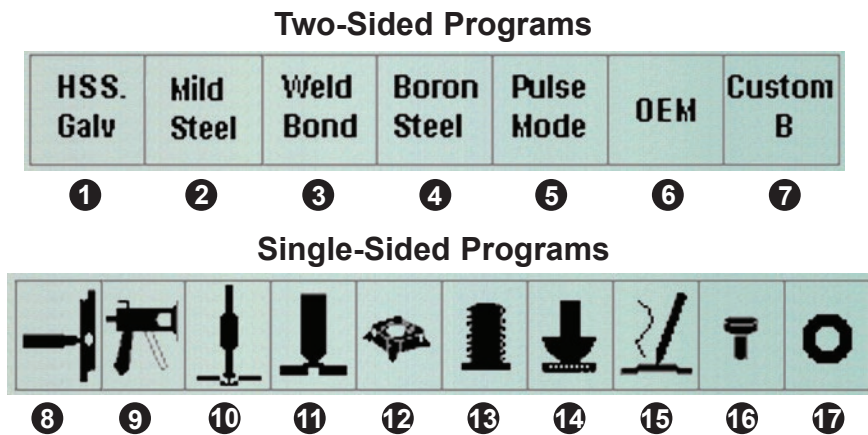 Two-Sided Programs
HSS. Mild Weld Boron Pulse OEM Custom
Galv Steel Bond Steel Mode B
1 2 3 4 5 6 7
Single-Sided Programs
8 9 10 11 12 13 14 15 16 17